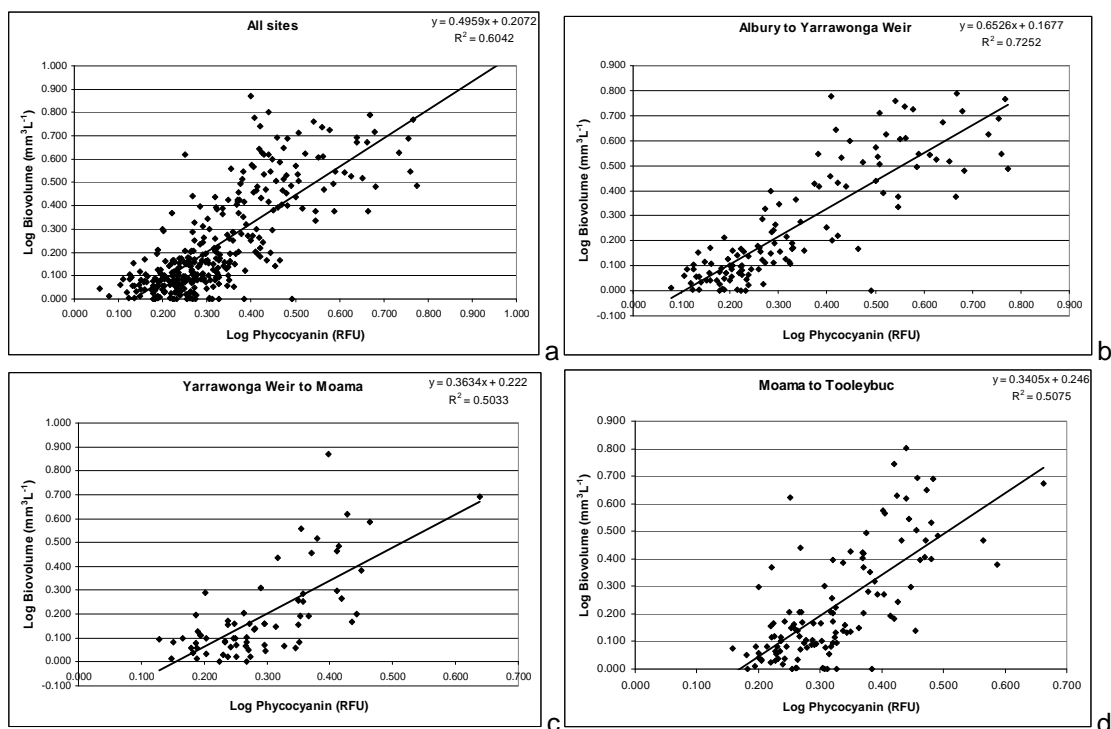 All sites
y = 0.4959x + 0.2072
R² = 0.6042
Log Biovolume (mm³L⁻¹)
1.000
0.900
0.800
0.700
0.600
0.500
0.400
0.300
0.200
0.100
0.000
0.000 0.100 0.200 0.300 0.400 0.500 0.600 0.700 0.800 0.900 1.000
Log Phycocyanin (RFU)
a
Albury to Yarrawonga Weir
y = 0.6526x + 0.1677
R² = 0.7252
Log Biovolume (mm³L⁻¹)
0.900
0.800
0.700
0.600
0.500
0.400
0.300
0.200
0.100
0.000
-0.100
0.000 0.100 0.200 0.300 0.400 0.500 0.600 0.700 0.800 0.900
Log Phycocyanin (RFU)
b
Yarrawonga Weir to Moama
y = 0.3634x + 0.222
R² = 0.5033
Log Biovolume (mm³L⁻¹)
1.000
0.900
0.800
0.700
0.600
0.500
0.400
0.300
0.200
0.100
0.000
-0.100
0.000 0.100 0.200 0.300 0.400 0.500 0.600 0.700
Log Phycocyanin (RFU)
c
Moama to Tooleybuc
y = 0.3405x + 0.246
R² = 0.5075
Log Biovolume (mm³L⁻¹)
0.900
0.800
0.700
0.600
0.500
0.400
0.300
0.200
0.100
0.000
0.000 0.100 0.200 0.300 0.400 0.500 0.600 0.700
Log Phycocyanin (RFU)
d